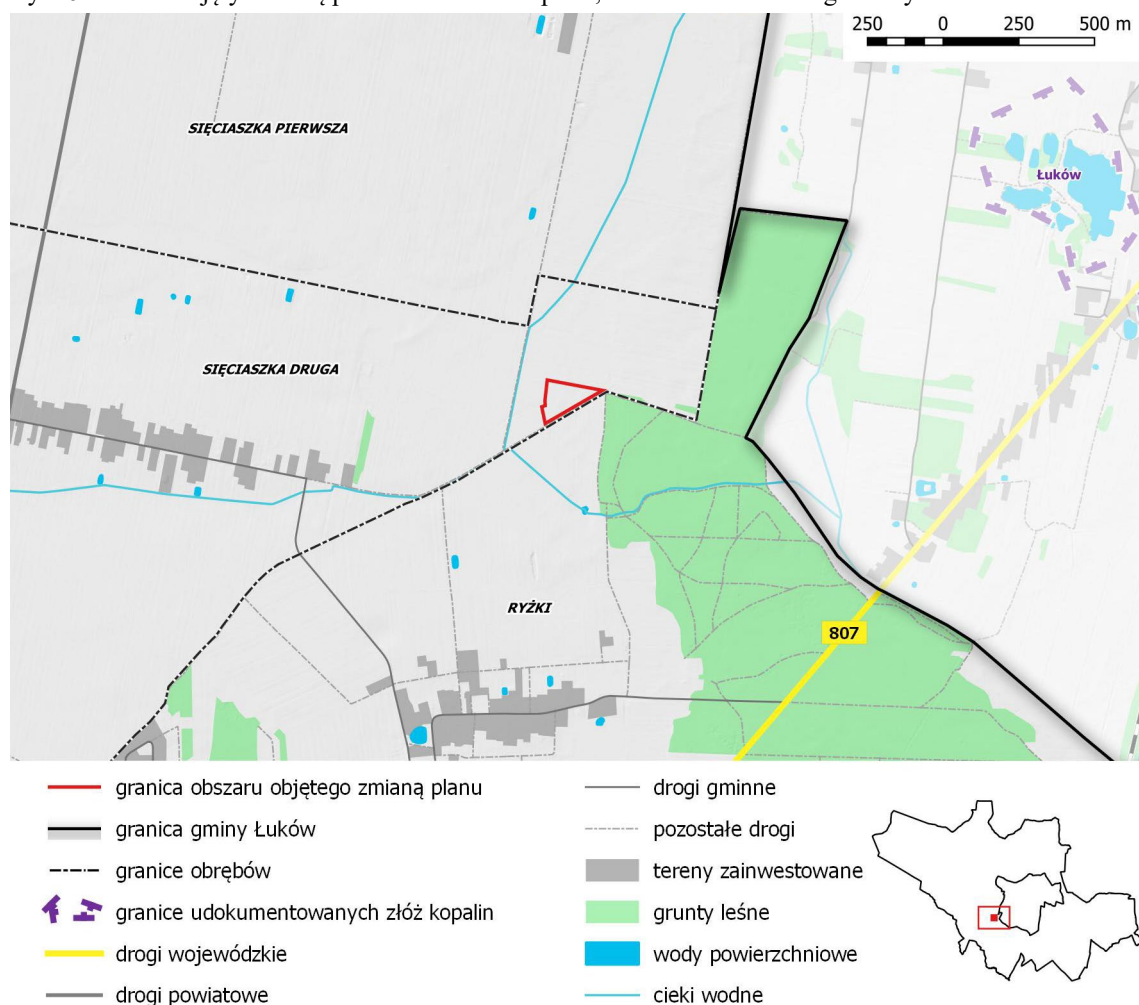 250 0 250 500 m
SIĘCIASZKA PIERWSZA
Łuków
SIĘCIASZKA DRUGA
RYŻKI
807
granica obszaru objętego zmianą planu
granica gminy Łuków
granice obrębów
granice udokumentowanych złóż kopalin
drogi wojewódzkie
drogi powiatowe
drogi gminne
pozostałe drogi
tereny zainwestowane
grunty leśne
wody powierzchniowe
cieki wodne